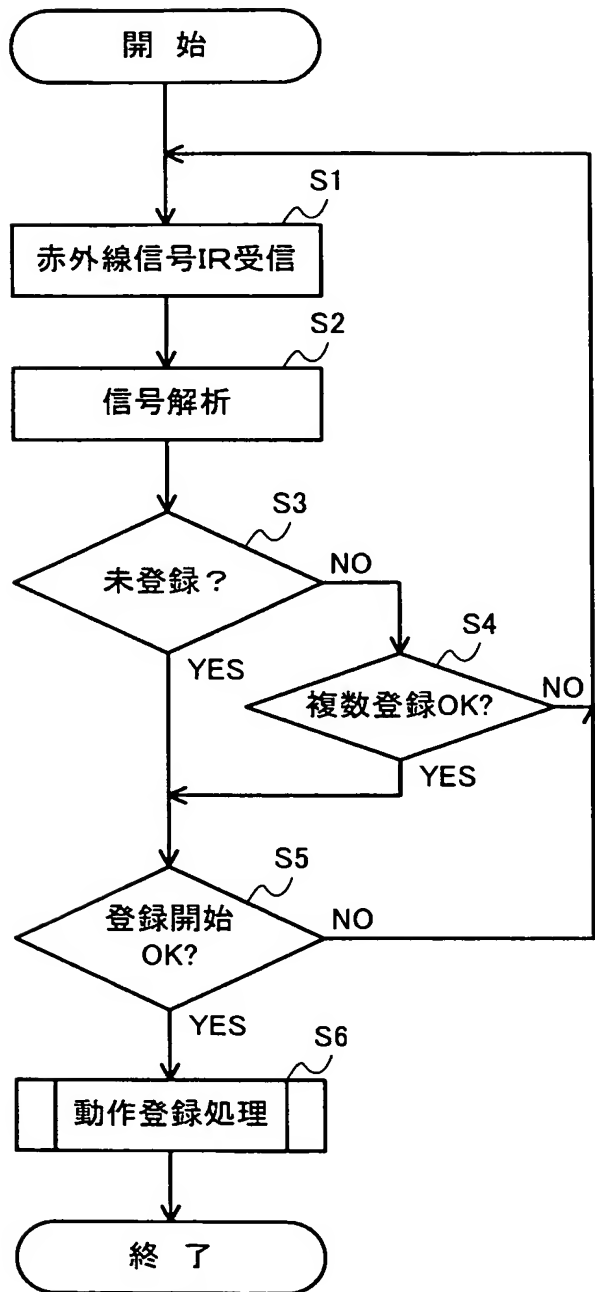 開 始
S1
赤外線信号IR受信
S2
信号解析
S3
未登録？
NO
S4
YES
複数登録OK?
NO
YES
S5
登録開始
OK?
NO
YES
S6
動作登録処理
終 了